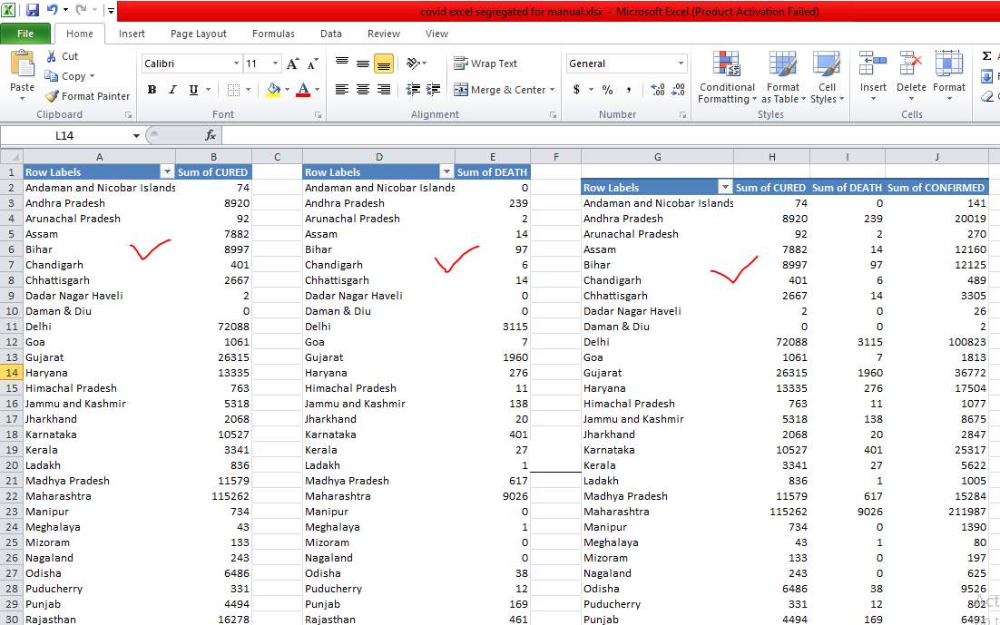 covid excel segregated for manual.xlsx - Microsoft Excel (Product Activation Failed)
File Home Insert Page Layout Formulas Data Review View
Cut
Copy
Format Painter
Paste
Clipboard
Calibri 11
B I U
Font
Wrap Text
Merge & Center
Alignment
General
$ % ,
Number
Conditional Formatting
Format as Table
Cell Styles
Styles
Insert Delete Format
Cells
L14 fx
A B C D E F G H I J
1 Row Labels Sum of CURED Row Labels Sum of DEATH
2 Andaman and Nicobar Islands 74 Andaman and Nicobar Islands 0 Row Labels Sum of CURED Sum of DEATH Sum of CONFIRMED
3 Andhra Pradesh 8920 Andhra Pradesh 239 Andaman and Nicobar Islands 74 0 141
4 Arunachal Pradesh 92 Arunachal Pradesh 2 Andhra Pradesh 8920 239 20019
5 Assam 7882 Assam 14 Arunachal Pradesh 92 2 270
6 Bihar 8997 Bihar 97 Assam 7882 14 12160
7 Chandigarh 401 Chandigarh 6 Bihar 8997 97 12125
8 Chhattisgarh 2667 Chhattisgarh 14 Chandigarh 401 6 489
9 Dadar Nagar Haveli 2 Dadar Nagar Haveli 0 Chhattisgarh 2667 14 3305
10 Daman & Diu 0 Daman & Diu 0 Dadar Nagar Haveli 2 0 26
11 Delhi 72088 Delhi 3115 Daman & Diu 0 0 2
12 Goa 1061 Goa 7 Delhi 72088 3115 100823
13 Gujarat 26315 Gujarat 1960 Goa 1061 7 1813
14 Haryana 13335 Haryana 276 Gujarat 26315 1960 36772
15 Himachal Pradesh 763 Himachal Pradesh 11 Haryana 13335 276 17504
16 Jammu and Kashmir 5318 Jammu and Kashmir 138 Himachal Pradesh 763 11 1077
17 Jharkhand 2068 Jharkhand 20 Jammu and Kashmir 5318 138 8675
18 Karnataka 10527 Karnataka 401 Jharkhand 2068 20 2847
19 Kerala 3341 Kerala 27 Karnataka 10527 401 25317
20 Ladakh 836 Ladakh 1 Kerala 3341 27 5622
21 Madhya Pradesh 11579 Madhya Pradesh 617 Ladakh 836 1 1005
22 Maharashtra 115262 Maharashtra 9026 Madhya Pradesh 11579 617 15284
23 Manipur 734 Manipur 0 Maharashtra 115262 9026 211987
24 Meghalaya 43 Meghalaya 1 Manipur 734 0 1390
25 Mizoram 133 Mizoram 0 Meghalaya 43 1 80
26 Nagaland 243 Nagaland 0 Mizoram 133 0 197
27 Odisha 6486 Odisha 38 Nagaland 243 0 625
28 Puducherry 331 Puducherry 12 Odisha 6486 38 9526
29 Punjab 4494 Punjab 169 Puducherry 331 12 802
30 Rajasthan 16278 Rajasthan 461 Punjab 4494 169 6491